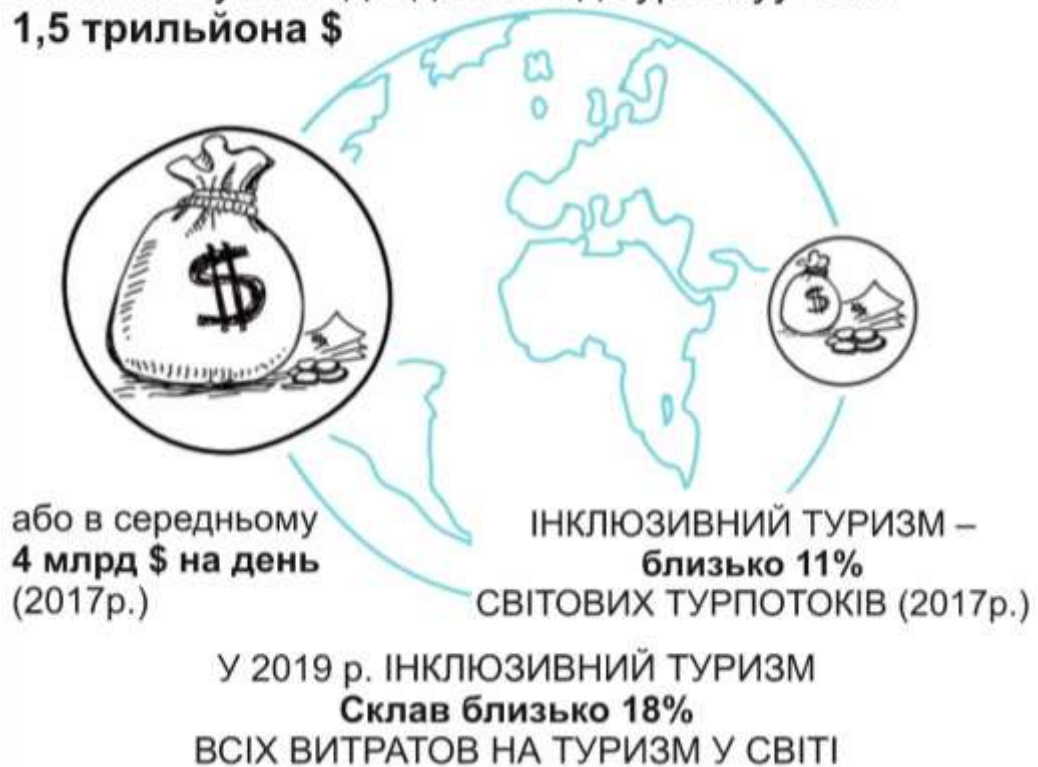 1,5 трильйона $
$
$
або в середньому
4 млрд $ на день
(2017р.)
ІНКЛЮЗИВНИЙ ТУРИЗМ –
близько 11%
СВІТОВИХ ТУРПОТОКІВ (2017р.)
У 2019 р. ІНКЛЮЗИВНИЙ ТУРИЗМ
Склав близько 18%
ВСІХ ВИТРАТОВ НА ТУРИЗМ У СВІТІ